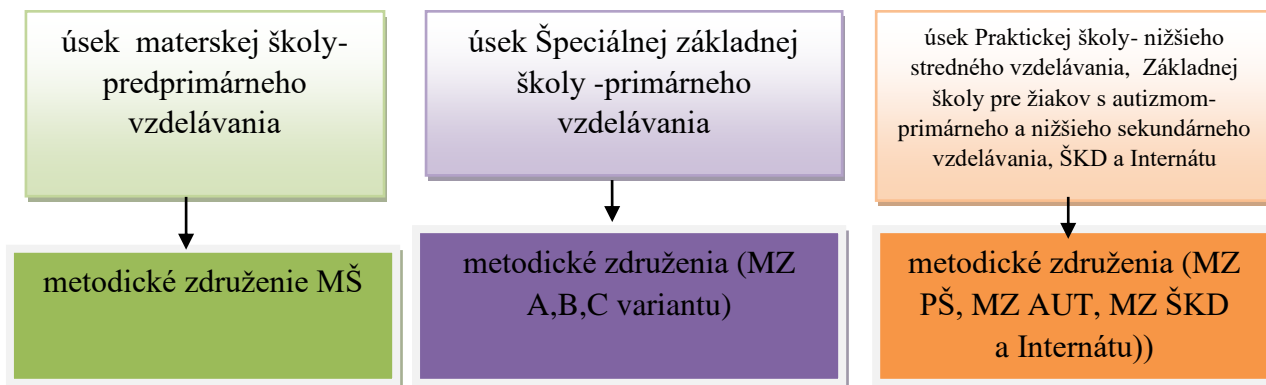 úsek  materskej školy-
predprimárneho
vzdelávania
úsek Špeciálnej základnej
školy -primárneho
vzdelávania
úsek Praktickej školy- nižšieho
stredného vzdelávania,  Základnej
školy pre žiakov s autizmom-
primárneho a nižšieho sekundárneho
vzdelávania, ŠKD a Internátu
metodické združenie MŠ
metodické združenia (MZ
A,B,C variantu)
metodické združenia (MZ
PŠ, MZ AUT, MZ ŠKD
a Internátu))